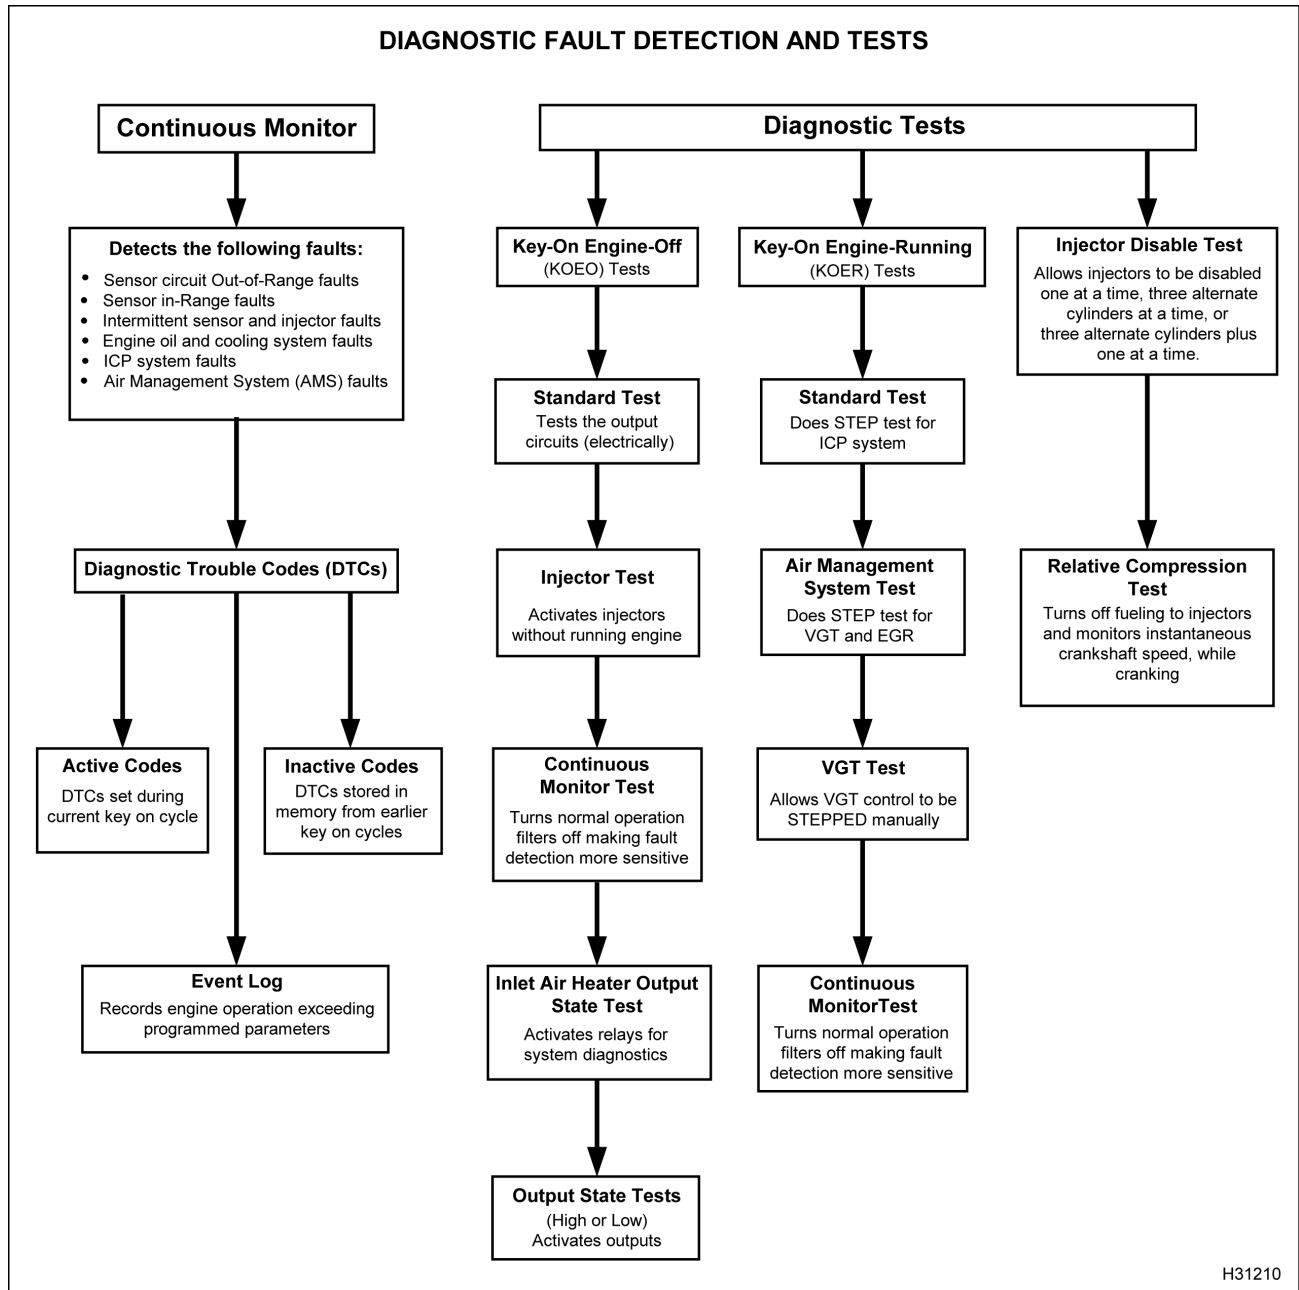 DIAGNOSTIC FAULT DETECTION AND TESTS
Continuous Monitor
Detects the following faults:
• Sensor circuit Out-of-Range faults
• Sensor in-Range faults
• Intermittent sensor and injector faults
• Engine oil and cooling system faults
• ICP system faults
• Air Management System (AMS) faults
Diagnostic Trouble Codes (DTCs)
Active Codes
DTCs set during
current key on cycle
Inactive Codes
DTCs stored in
memory from earlier
key on cycles
Event Log
Records engine operation exceeding
programmed parameters
Diagnostic Tests
Key-On Engine-Off
(KOEO) Tests
Standard Test
Tests the output
circuits (electrically)
Injector Test
Activates injectors
without running engine
Continuous
Monitor Test
Turns normal operation
filters off making fault
detection more sensitive
Inlet Air Heater Output
State Test
Activates relays for
system diagnostics
Output State Tests
(High or Low)
Activates outputs
Key-On Engine-Running
(KOER) Tests
Standard Test
Does STEP test for
ICP system
Air Management
System Test
Does STEP test for
VGT and EGR
VGT Test
Allows VGT control to be
STEPPED manually
Continuous
MonitorTest
Turns normal operation
filters off making fault
detection more sensitive
Injector Disable Test
Allows injectors to be disabled
one at a time, three alternate
cylinders at a time, or
three alternate cylinders plus
one at a time.
Relative Compression
Test
Turns off fueling to injectors
and monitors instantaneous
crankshaft speed, while
cranking
H31210